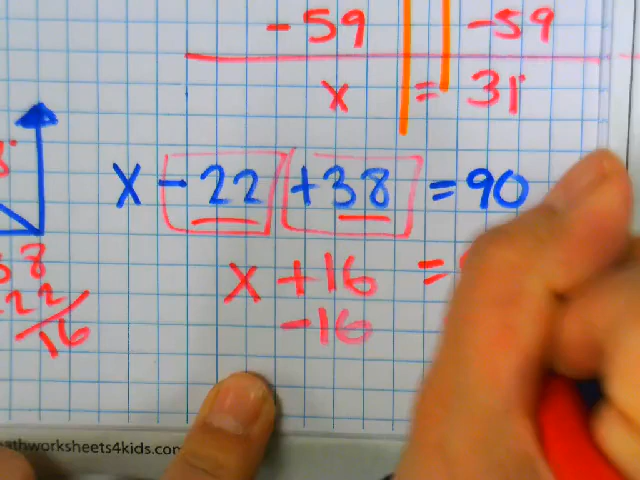 -59 -59
x = 31
x - 22 + 38 = 90
x + 16 =
-16
8
22
16
athworksheets4kids.com